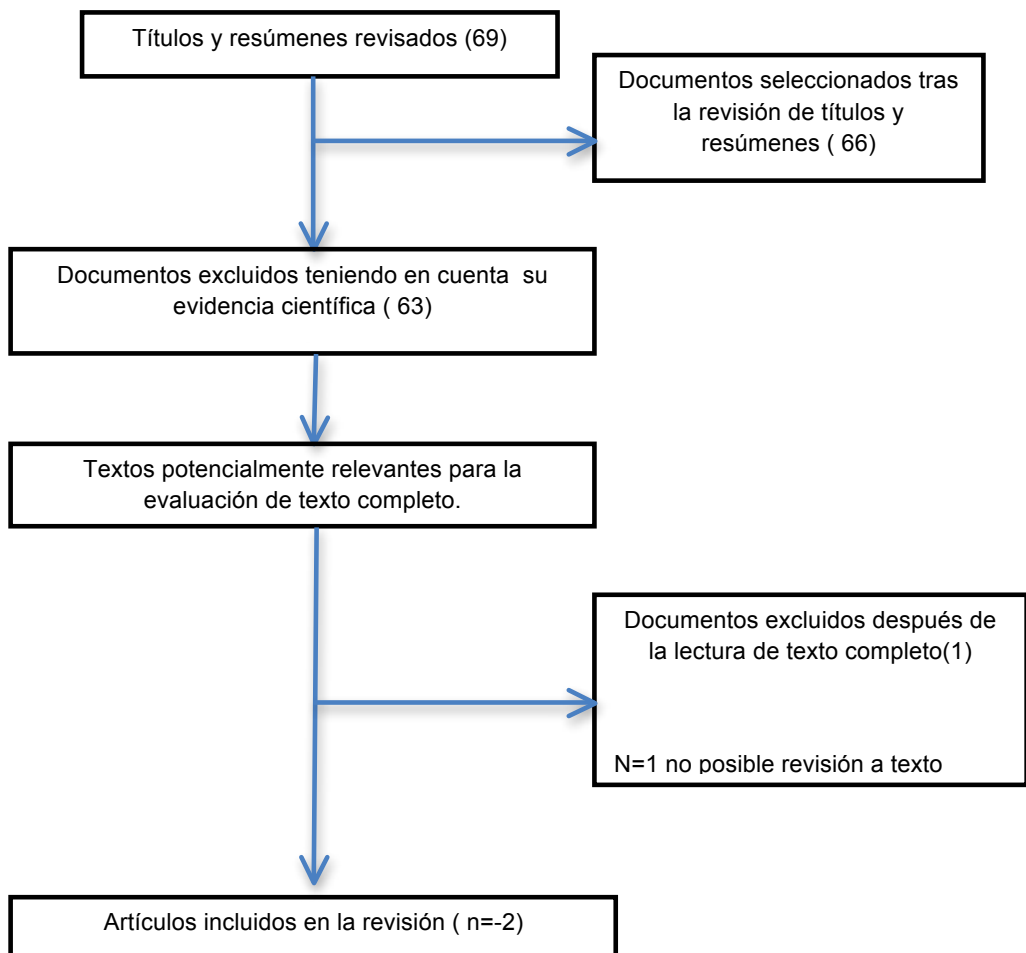 Títulos y resúmenes revisados (69)
Documentos seleccionados tras
la revisión de títulos y
resúmenes ( 66)
Documentos excluidos teniendo en cuenta  su
evidencia científica ( 63)
Textos potencialmente relevantes para la
evaluación de texto completo.
Documentos excluidos después de
la lectura de texto completo(1)
N=1 no posible revisión a texto
Artículos incluidos en la revisión ( n=-2)